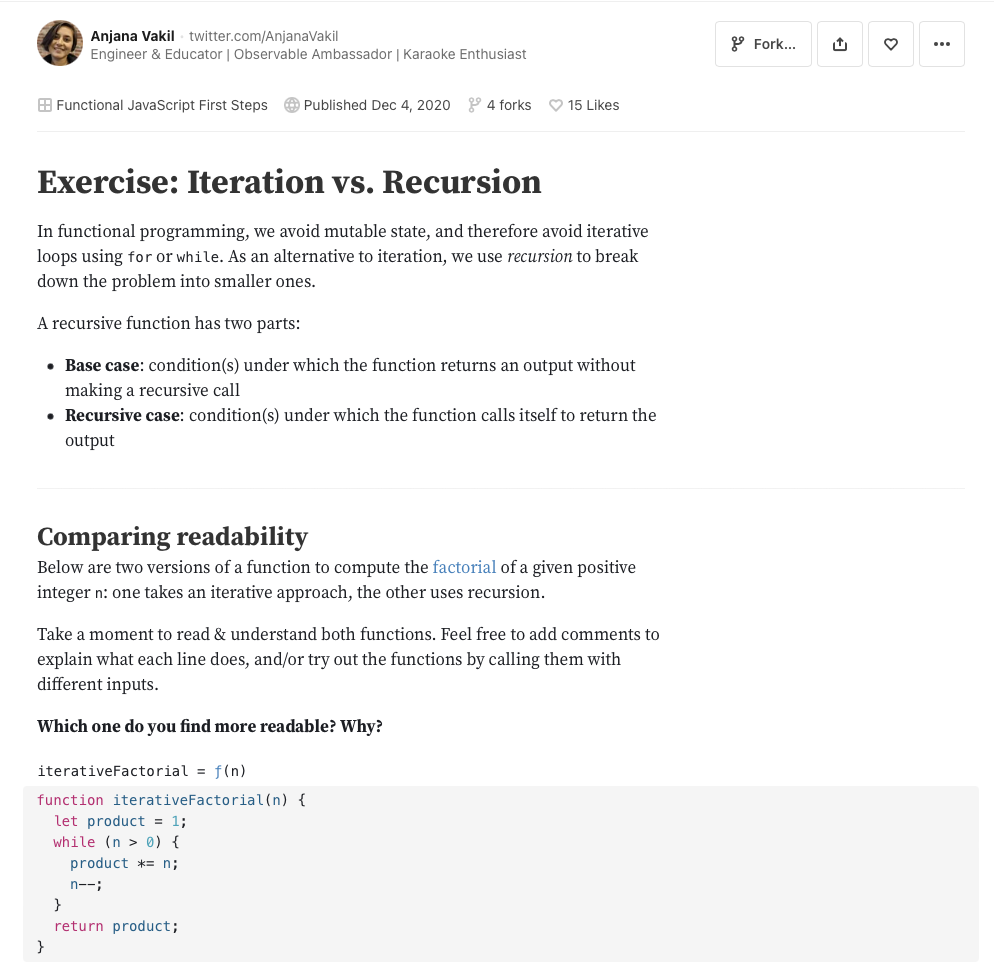 Anjana Vakil · twitter.com/AnjanaVakil
Engineer & Educator | Observable Ambassador | Karaoke Enthusiast
Fork...
Functional JavaScript First Steps Published Dec 4, 2020 4 forks 15 Likes
Exercise: Iteration vs. Recursion
In functional programming, we avoid mutable state, and therefore avoid iterative
loops using for or while. As an alternative to iteration, we use recursion to break
down the problem into smaller ones.
A recursive function has two parts:
• Base case: condition(s) under which the function returns an output without
making a recursive call
• Recursive case: condition(s) under which the function calls itself to return the
output
Comparing readability
Below are two versions of a function to compute the factorial of a given positive
integer n: one takes an iterative approach, the other uses recursion.
Take a moment to read & understand both functions. Feel free to add comments to
explain what each line does, and/or try out the functions by calling them with
different inputs.
Which one do you find more readable? Why?
iterativeFactorial = ƒ(n)
function iterativeFactorial(n) {
  let product = 1;
  while (n > 0) {
    product *= n;
    n--;
  }
  return product;
}